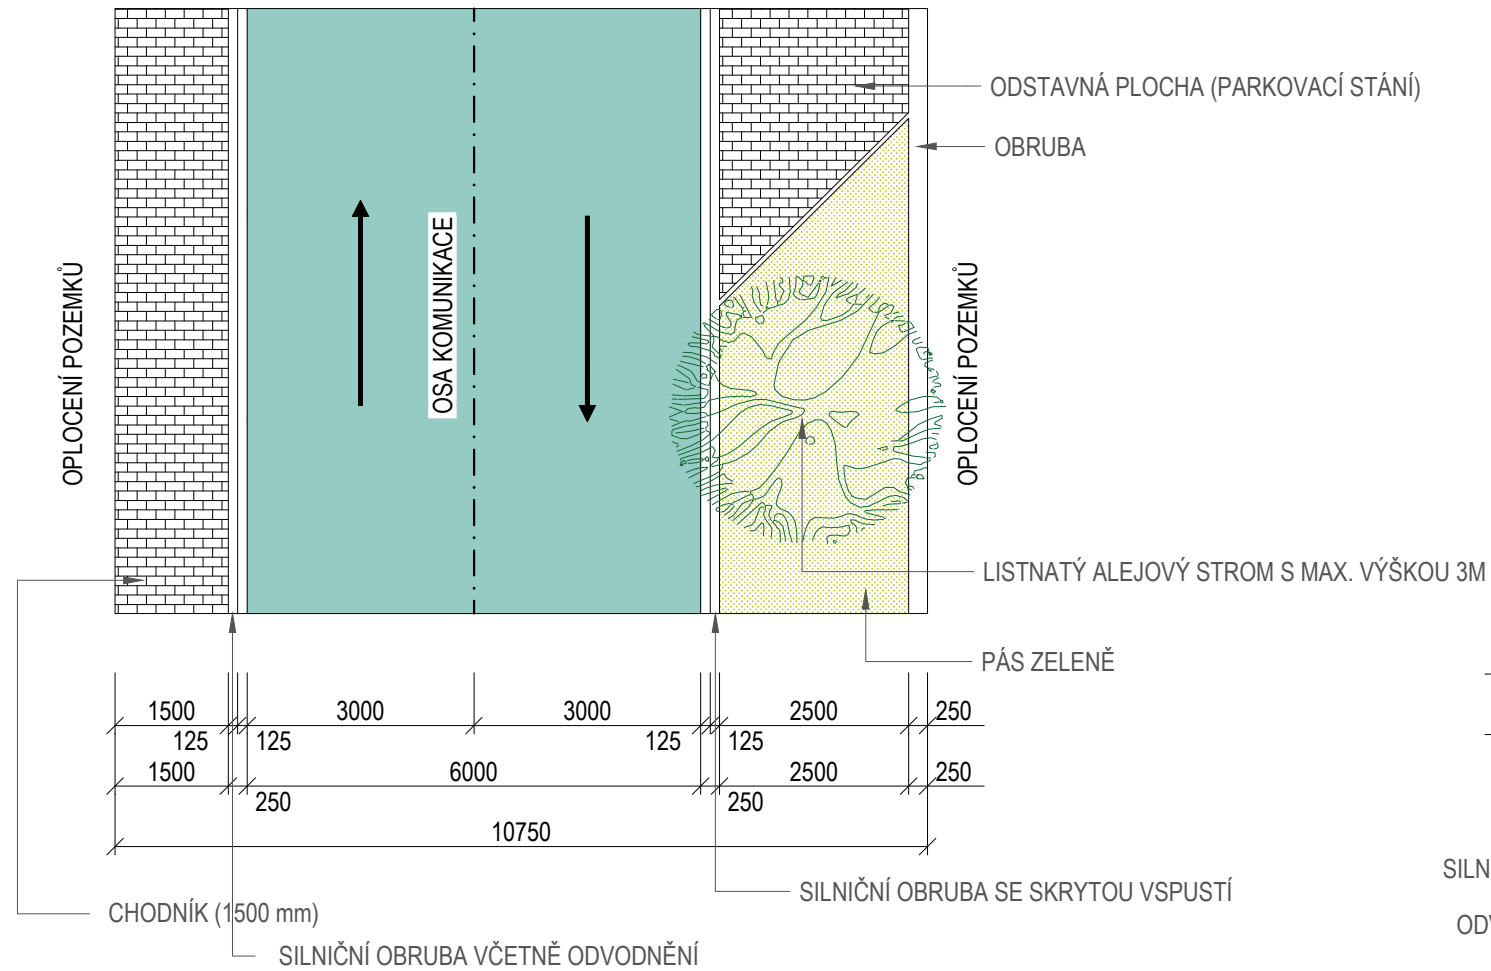 ODSTAVNÁ PLOCHA (PARKOVACÍ STÁNÍ)
OBRUBA
OPLOCENÍ POZEMKŮ
OSA KOMUNIKACE
OPLOCENÍ POZEMKŮ
LISTNATÝ ALEJOVÝ STROM S MAX. VÝŠKOU 3M
PÁS ZELENĚ
1500 3000 3000 2500 250
125 125 125 125
1500 6000 2500 250
250 250
10750
SILN
SILNIČNÍ OBRUBA SE SKRYTOU VSPUSTÍ
CHODNÍK (1500 mm)
ODV
SILNIČNÍ OBRUBA VČETNĚ ODVODNĚNÍ